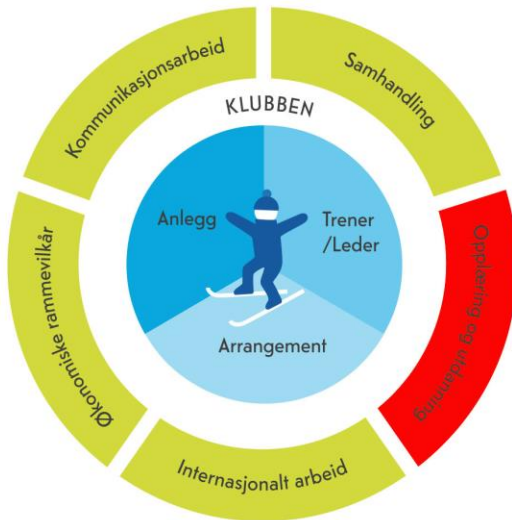 Kommunikasjonsarbeid
Samhandling
KLUBBEN
Anlegg
Trener
/Leder
Arrangement
Økonomiske rammevilkår
Opplæring og utdanning
Internasjonalt arbeid